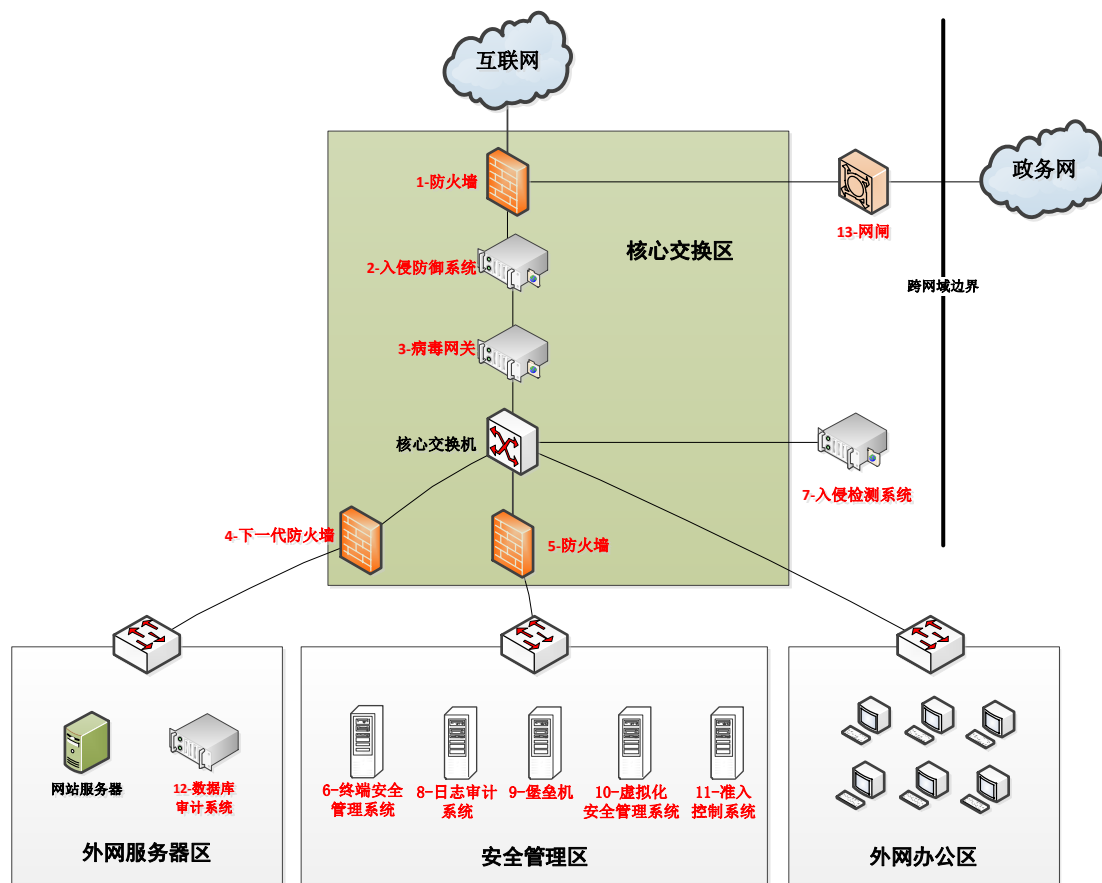 互联网
政务网
1-防火墙
13-网闸
核心交换区
2-入侵防御系统
跨网域边界
3-病毒网关
核心交换机
7-入侵检测系统
4-下一代防火墙
5-防火墙
网站服务器
12-数据库
审计系统
6-终端安全
管理系统
8-日志审计
系统
9-堡垒机
10-虚拟化
安全管理系统
11-准入
控制系统
外网服务器区
安全管理区
外网办公区